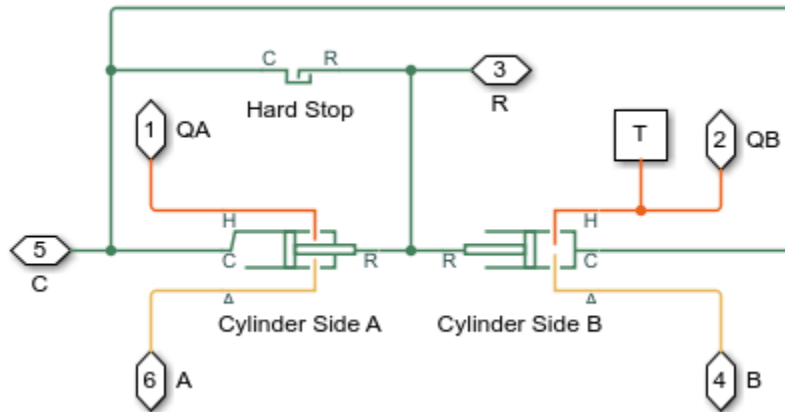 C R
3
R
Hard Stop
1 QA
T
2 QB
H
H
5
C
C
R
R
C
A
A
Cylinder Side A
Cylinder Side B
6 A
4 B